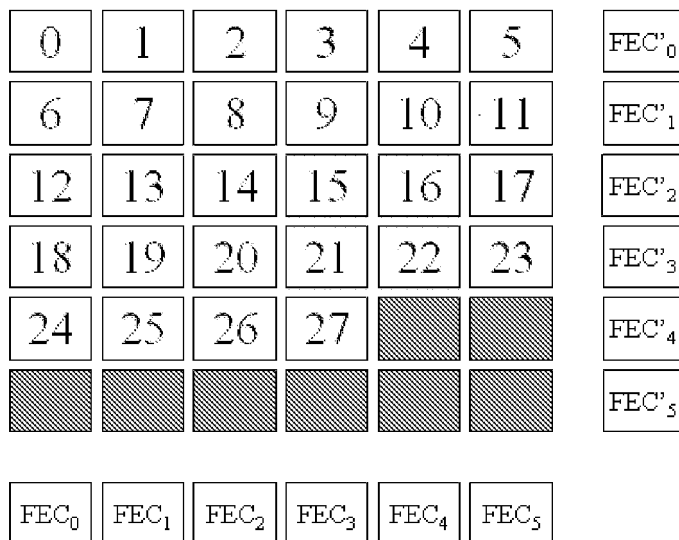 0 1 2 3 4 5 FEC'₀
6 7 8 9 10 11 FEC'₁
12 13 14 15 16 17 FEC'₂
18 19 20 21 22 23 FEC'₃
24 25 26 27 FEC'₄
FEC'₅
FEC₀ FEC₁ FEC₂ FEC₃ FEC₄ FEC₅